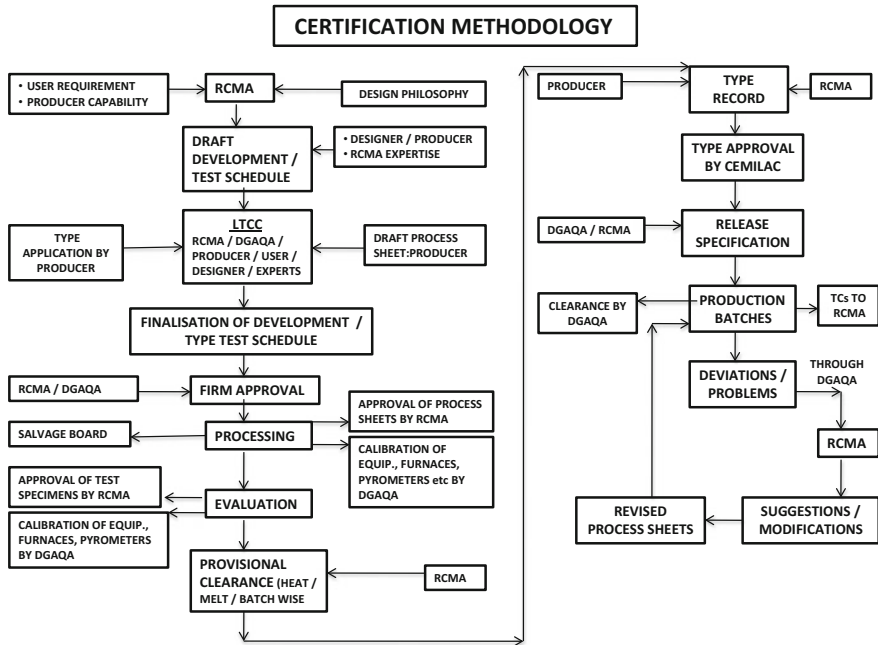 CERTIFICATION METHODOLOGY
• USER REQUIREMENT
• PRODUCER CAPABILITY
RCMA
DESIGN PHILOSOPHY
DRAFT
DEVELOPMENT /
TEST SCHEDULE
• DESIGNER / PRODUCER
• RCMA EXPERTISE
TYPE
APPLICATION BY
PRODUCER
LTCC
RCMA / DGAQA /
PRODUCER / USER /
DESIGNER / EXPERTS
DRAFT PROCESS
SHEET:PRODUCER
FINALISATION OF DEVELOPMENT /
TYPE TEST SCHEDULE
RCMA / DGAQA
FIRM APPROVAL
APPROVAL OF PROCESS
SHEETS BY RCMA
SALVAGE BOARD
PROCESSING
CALIBRATION OF
EQUIP., FURNACES,
PYROMETERS etc BY
DGAQA
APPROVAL OF TEST
SPECIMENS BY RCMA
EVALUATION
CALIBRATION OF EQUIP.,
FURNACES, PYROMETERS
BY DGAQA
PROVISIONAL
CLEARANCE (HEAT /
MELT / BATCH WISE
RCMA
PRODUCER
TYPE
RECORD
RCMA
TYPE APPROVAL
BY CEMILAC
DGAQA / RCMA
RELEASE
SPECIFICATION
CLEARANCE BY
DGAQA
PRODUCTION
BATCHES
TCs TO
RCMA
DEVIATIONS /
PROBLEMS
THROUGH
DGAQA
RCMA
REVISED
PROCESS SHEETS
SUGGESTIONS /
MODIFICATIONS